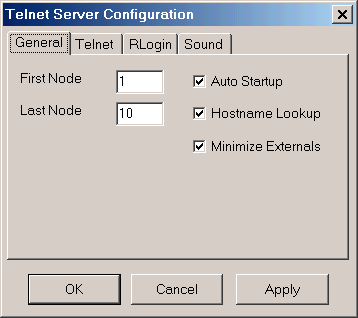 Telnet Server Configuration
General Telnet RLogin Sound
First Node 1 Auto Startup
Last Node 10 Hostname Lookup
Minimize Externals
OK Cancel Apply